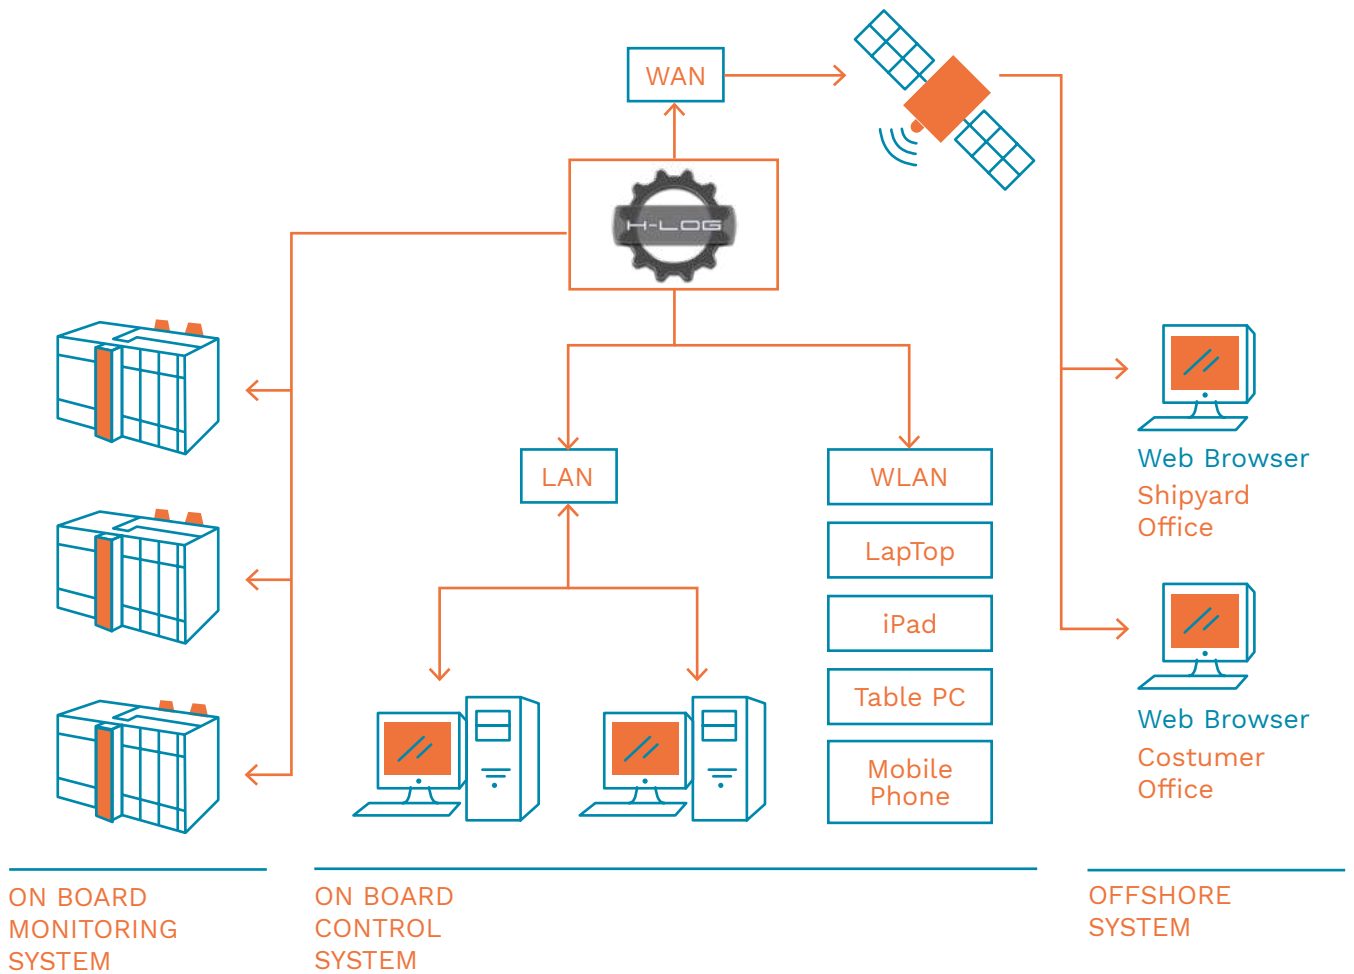 WAN
H-LOG
LAN
WLAN
LapTop
iPad
Table PC
Mobile
Phone
Web Browser
Shipyard
Office
Web Browser
Costumer
Office
ON BOARD
MONITORING
SYSTEM
ON BOARD
CONTROL
SYSTEM
OFFSHORE
SYSTEM